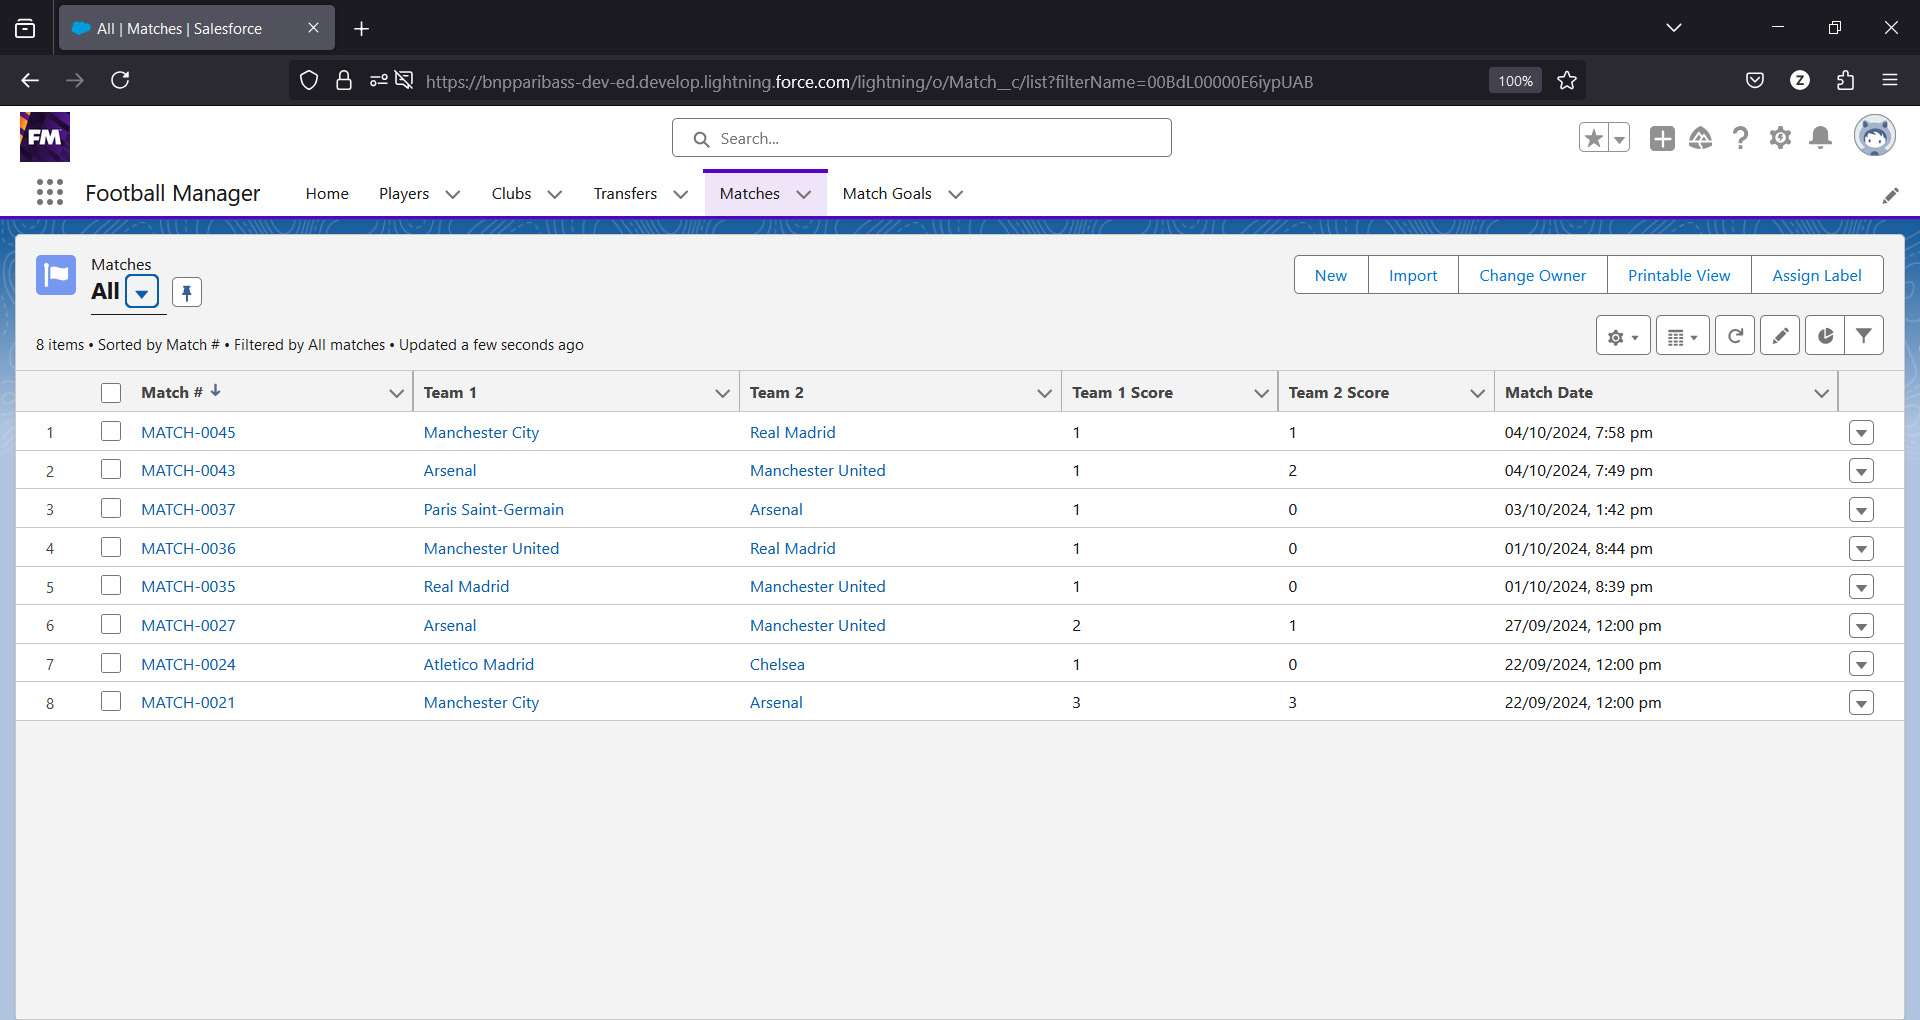 All | Matches | Salesforce
https://bnpparibass-dev-ed.develop.lightning.force.com/lightning/o/Match__c/list?filterName=00BdL00000E6iypUAB
100%
Z
FM
Search...
Football Manager
Home
Players
Clubs
Transfers
Matches
Match Goals
Matches
All
New
Import
Change Owner
Printable View
Assign Label
8 items • Sorted by Match # • Filtered by All matches • Updated a few seconds ago
Match # Team 1 Team 2 Team 1 Score Team 2 Score Match Date
1 MATCH-0045 Manchester City Real Madrid 1 1 04/10/2024, 7:58 pm
2 MATCH-0043 Arsenal Manchester United 1 2 04/10/2024, 7:49 pm
3 MATCH-0037 Paris Saint-Germain Arsenal 1 0 03/10/2024, 1:42 pm
4 MATCH-0036 Manchester United Real Madrid 1 0 01/10/2024, 8:44 pm
5 MATCH-0035 Real Madrid Manchester United 1 0 01/10/2024, 8:39 pm
6 MATCH-0027 Arsenal Manchester United 2 1 27/09/2024, 12:00 pm
7 MATCH-0024 Atletico Madrid Chelsea 1 0 22/09/2024, 12:00 pm
8 MATCH-0021 Manchester City Arsenal 3 3 22/09/2024, 12:00 pm